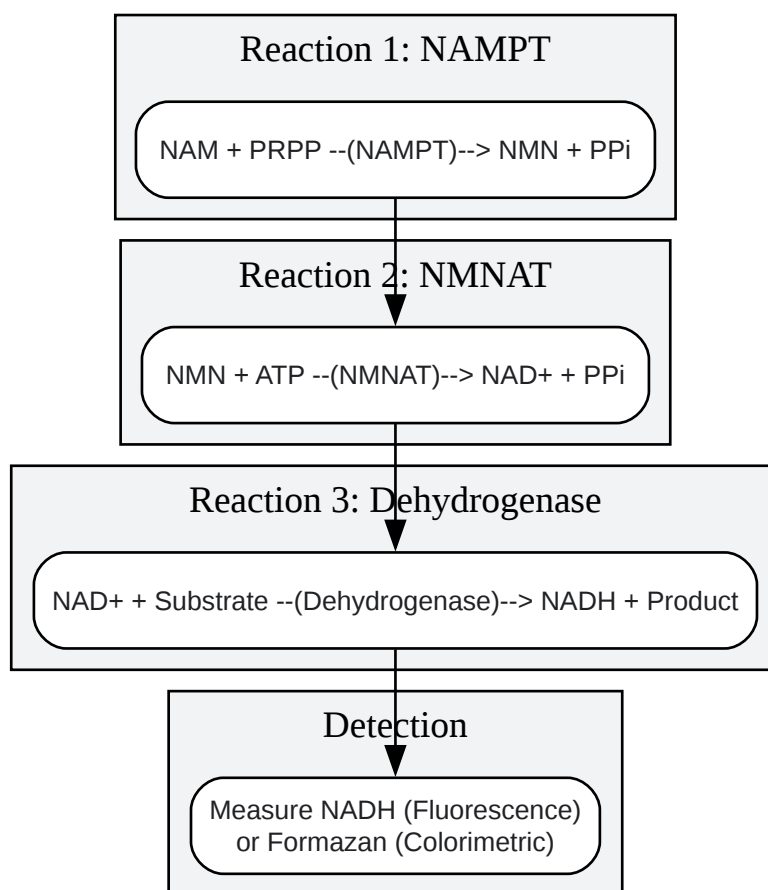 Reaction 1: NAMPT
NAM + PRPP --(NAMPT)--> NMN + PPi
Reaction 2: NMNAT
NMN + ATP --(NMNAT)--> NAD+ + PPi
Reaction 3: Dehydrogenase
NAD+ + Substrate --(Dehydrogenase)--> NADH + Product
Detection
Measure NADH (Fluorescence)
or Formazan (Colorimetric)